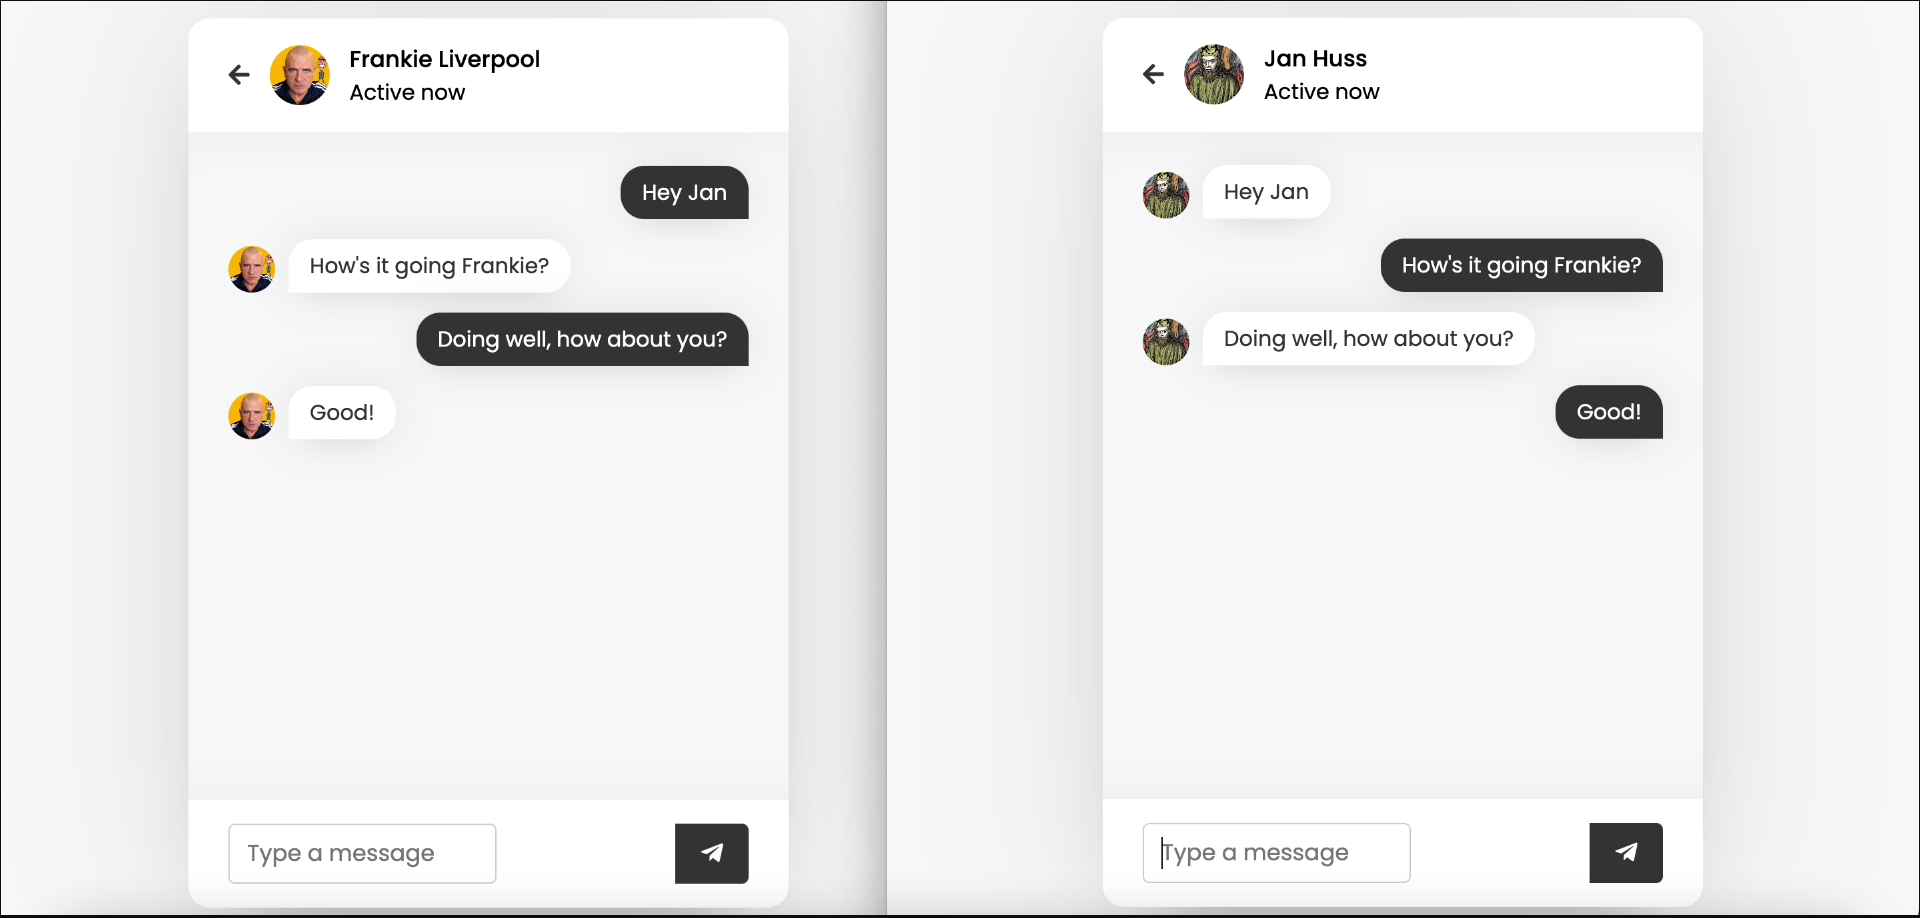 Frankie Liverpool
Active now
Hey Jan
How's it going Frankie?
Doing well, how about you?
Good!
Type a message
Jan Huss
Active now
Hey Jan
How's it going Frankie?
Doing well, how about you?
Good!
Type a message